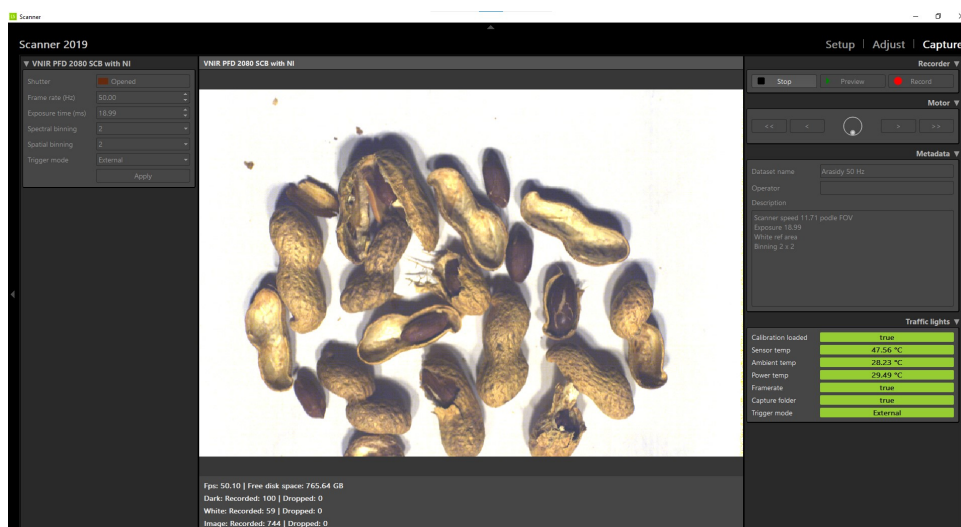 Scanner
Scanner 2019
Setup | Adjust | Capture
VNIR PFD 2080 SCB with NI
Shutter Opened
Frame rate (Hz) 50.00
Exposure time (ms) 18,99
Spectral binning 2
Spatial binning 2
Trigger mode External
Apply
VNIR PFD 2080 SCB with NI
Fps: 50.10 | Free disk space: 765.64 GB
Dark: Recorded: 100 | Dropped: 0
White: Recorded: 59 | Dropped: 0
Image: Recorded: 744 | Dropped: 0
Recorder
Stop Preview Record
Motor
<< < > >>
Metadata
Dataset name Arasidy 50 Hz
Operator
Description
Scanner speed 11.71 podle FOV
Exposure 18,99
White ref area
Binning 2 x 2
Traffic lights
Calibration loaded true
Sensor temp 47.56 °C
Ambient temp 28.23 °C
Power temp 29.49 °C
Framerate true
Capture folder true
Trigger mode External